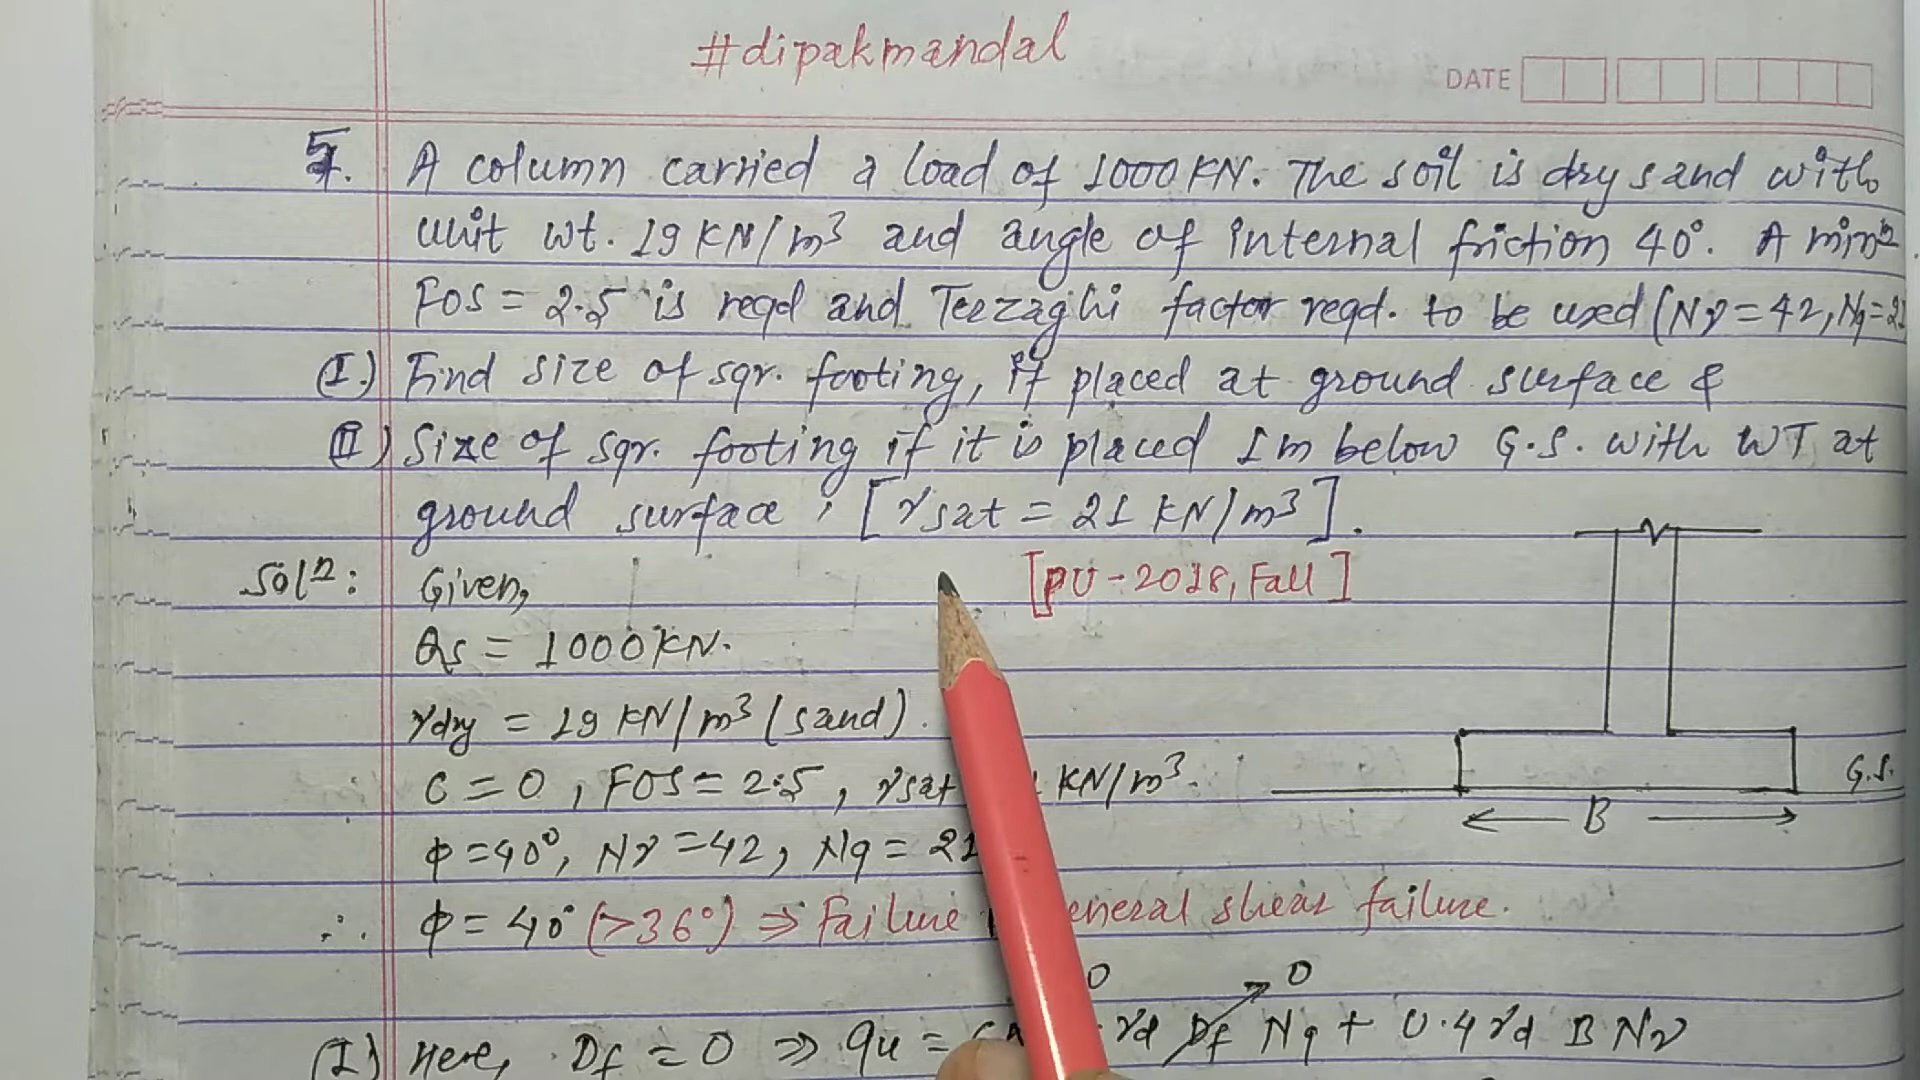 #dipakmandal
DATE
5. A column carried a load of 1000 KN. The soil is dry sand with
unit wt. 19 KN/m³ and angle of internal friction 40°. A minm
FOS = 2.5 is reqd and Terzaghi factor reqd. to be used (Nγ = 42, Nq = 21
(I.) Find size of sqr. footing, if placed at ground surface &
(II) Size of sqr. footing if it is placed 1m below G.S. with WT at
ground surface ; [γsat = 21 KN/m³].
[PU - 2018, Fall]
Solⁿ: Given,
Qs = 1000 KN.
γdry = 19 KN/m³ (sand).
C = 0, FOS = 2.5, γsat KN/m³.
G.S.
B
φ = 40°, Nγ = 42, Nq = 21
∴ φ = 40° (>36°) ⇒ Failure general shear failure.
0 0
(I) Here, Df = 0 ⇒ qu = γd Df Nq + 0.4 γd B Nγ